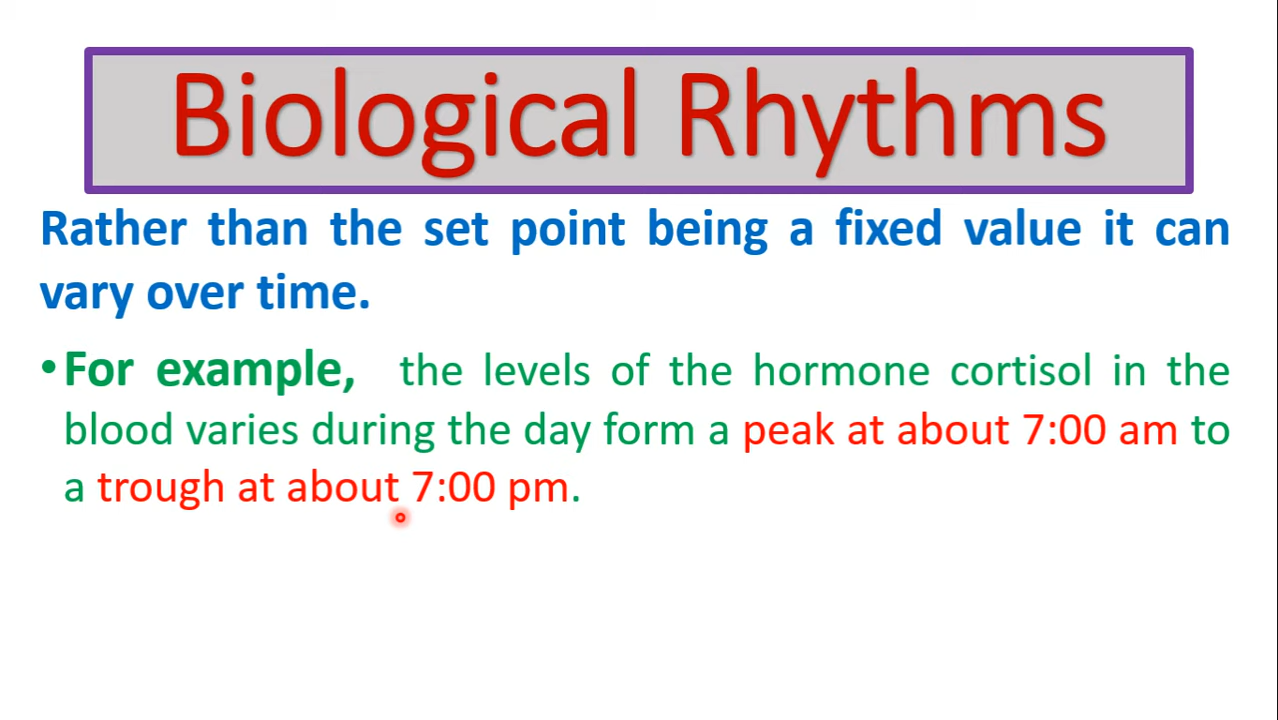 Biological Rhythms
Rather than the set point being a fixed value it can
vary over time.
•For example, the levels of the hormone cortisol in the
blood varies during the day form a peak at about 7:00 am to
a trough at about 7:00 pm.